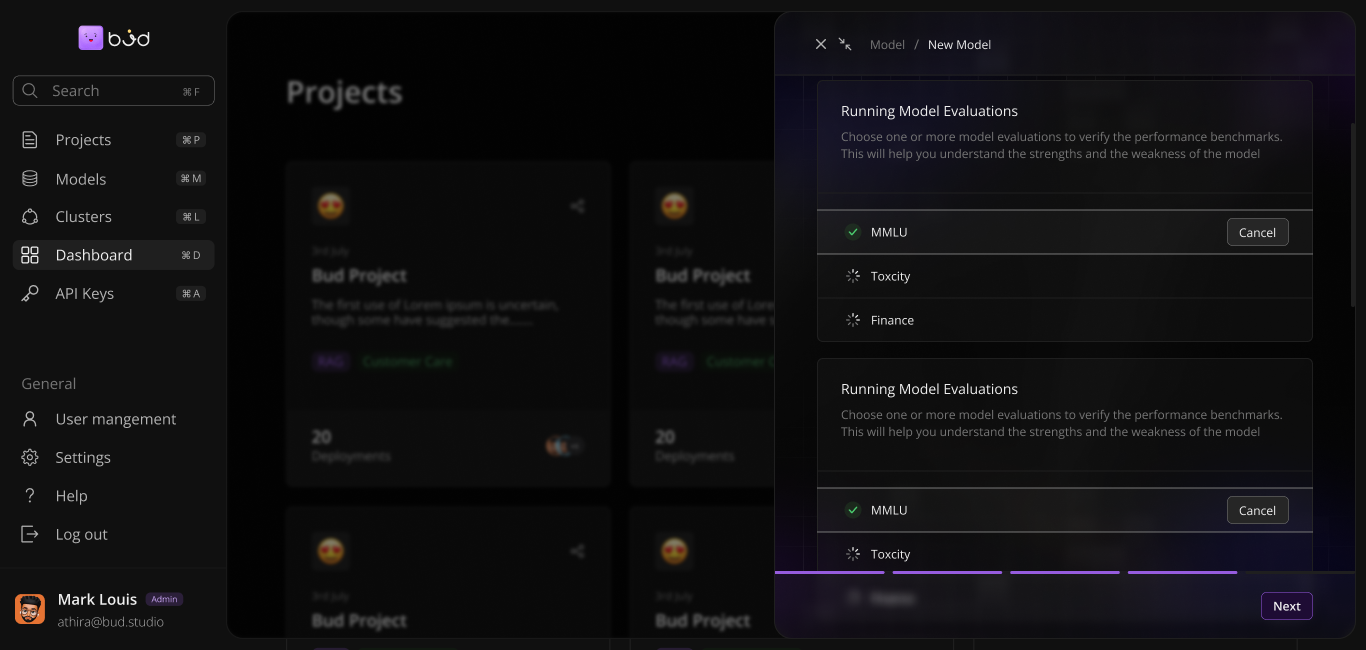 bud
Search ⌘ F
Projects ⌘ P
Models ⌘ M
Clusters ⌘ L
Dashboard ⌘ D
API Keys ⌘ A
General
User mangement
Settings
Help
Log out
Mark Louis Admin
athira@bud.studio
Projects
3rd July
Bud Project
The first use of Lorem ipsum is uncertain,
though some have suggested the.......
RAG Customer Care
20
Deployments
3rd July
Bud Project
The first use of Lore
though some have s
RAG Customer C
20
Deployments
3rd July
Bud Project
3rd July
Bud Project
Model / New Model
Running Model Evaluations
Choose one or more model evaluations to verify the performance benchmarks.
This will help you understand the strengths and the weakness of the model
MMLU Cancel
Toxcity
Finance
Running Model Evaluations
Choose one or more model evaluations to verify the performance benchmarks.
This will help you understand the strengths and the weakness of the model
MMLU Cancel
Toxcity
Next